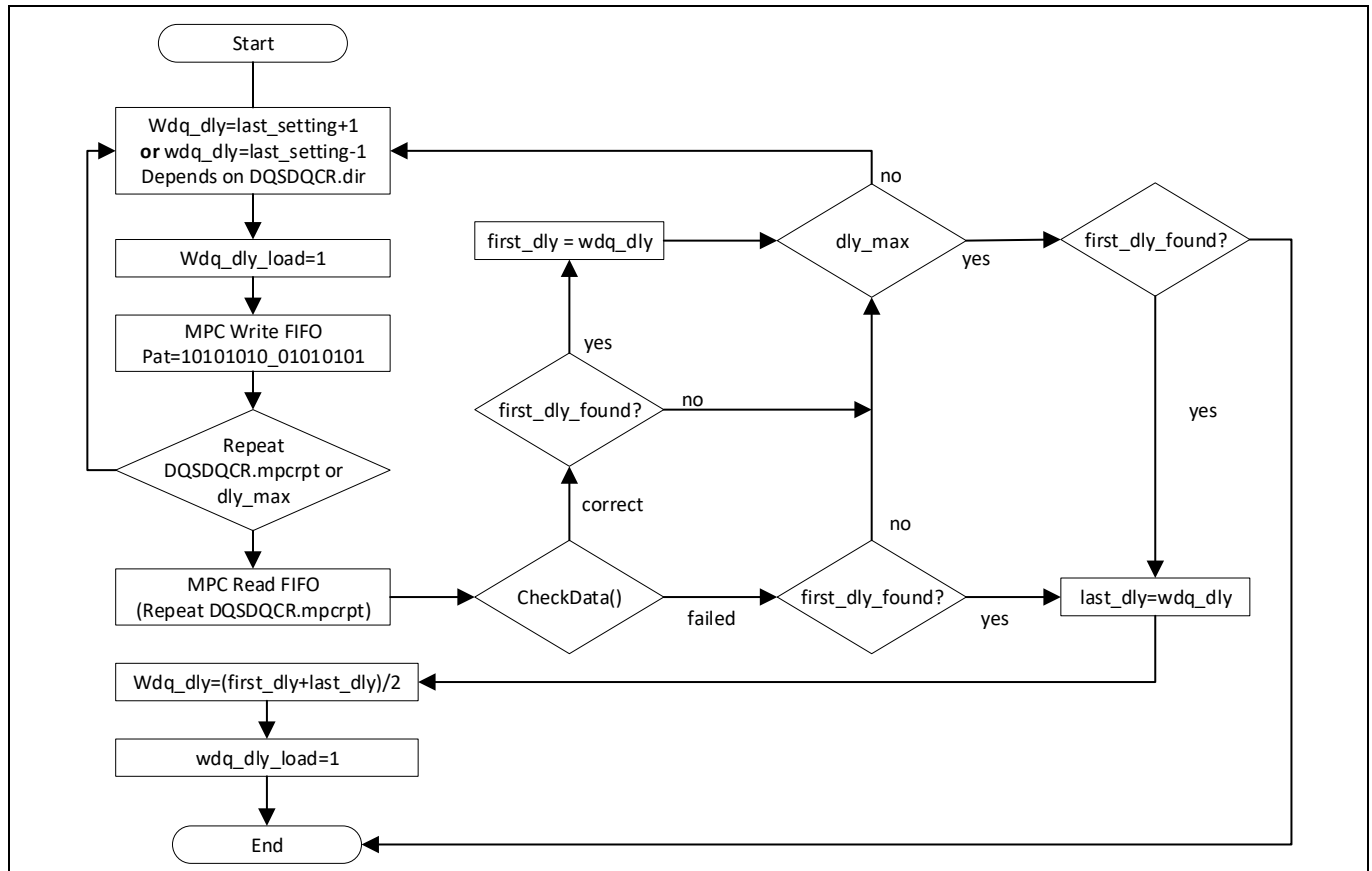 Start
Wdq_dly=last_setting+1
or wdq_dly=last_setting-1
Depends on DQSDQCR.dir
Wdq_dly_load=1
MPC Write FIFO
Pat=10101010_01010101
Repeat
DQSDQCR.mpcrpt or
dly_max
MPC Read FIFO
(Repeat DQSDQCR.mpcrpt)
CheckData()
correct
failed
first_dly_found?
yes
no
first_dly = wdq_dly
first_dly_found?
no
yes
dly_max
no
yes
first_dly_found?
yes
last_dly=wdq_dly
Wdq_dly=(first_dly+last_dly)/2
wdq_dly_load=1
End